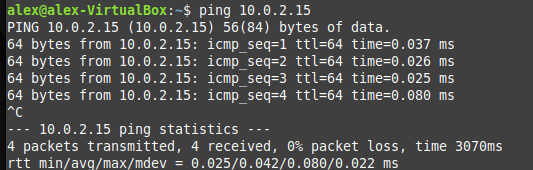 alex@alex-VirtualBox:~$ ping 10.0.2.15
PING 10.0.2.15 (10.0.2.15) 56(84) bytes of data.
64 bytes from 10.0.2.15: icmp_seq=1 ttl=64 time=0.037 ms
64 bytes from 10.0.2.15: icmp_seq=2 ttl=64 time=0.026 ms
64 bytes from 10.0.2.15: icmp_seq=3 ttl=64 time=0.025 ms
64 bytes from 10.0.2.15: icmp_seq=4 ttl=64 time=0.080 ms
^C
--- 10.0.2.15 ping statistics ---
4 packets transmitted, 4 received, 0% packet loss, time 3070ms
rtt min/avg/max/mdev = 0.025/0.042/0.080/0.022 ms